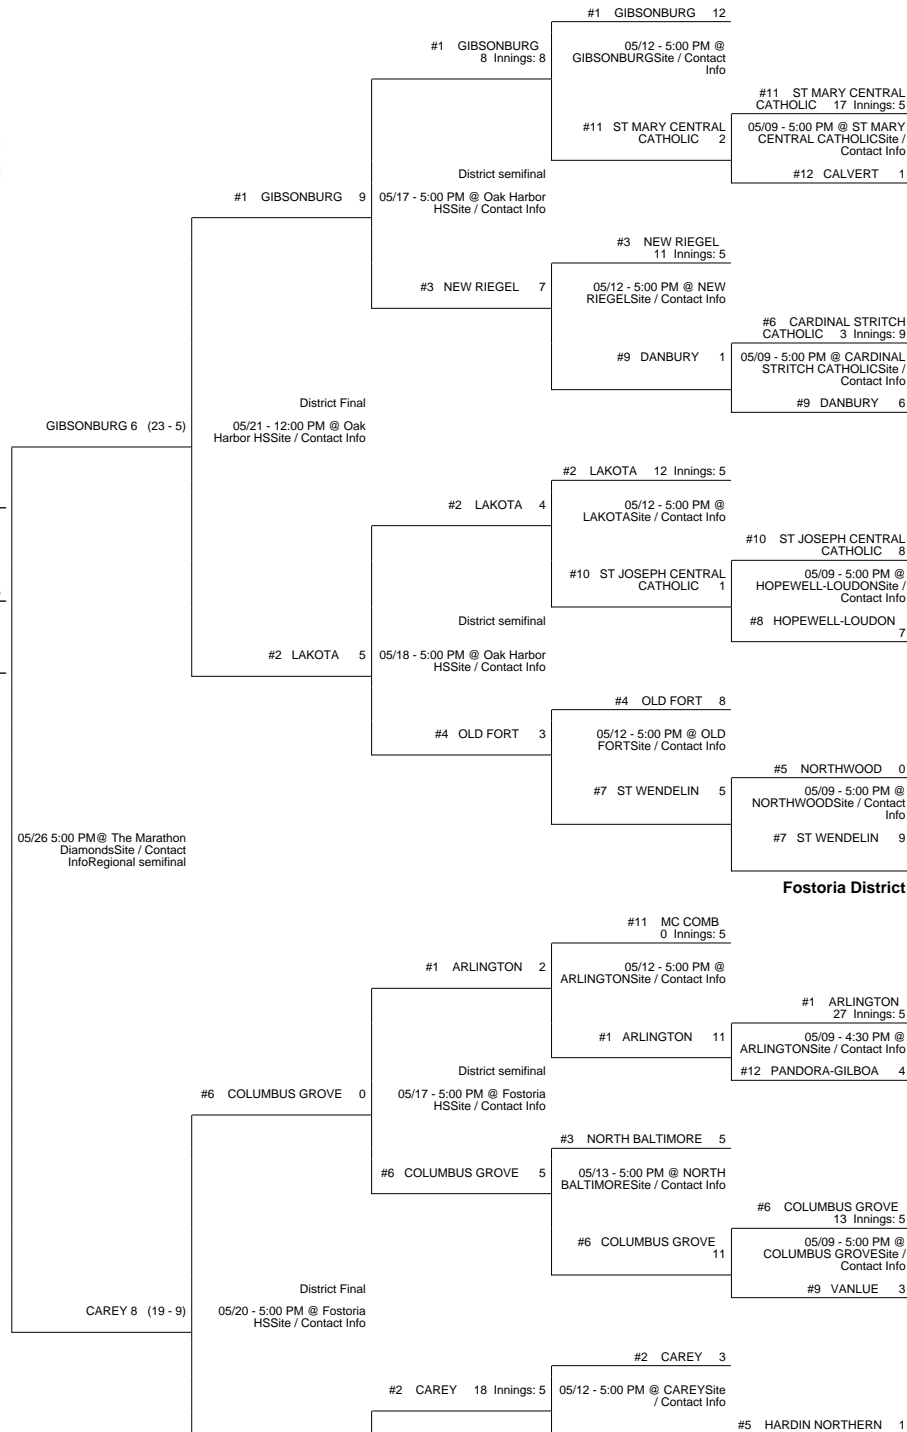 #1 GIBSONBURG 12
#1 GIBSONBURG
8 Innings: 8
05/12 - 5:00 PM @
GIBSONBURGSite / Contact
Info
#11 ST MARY CENTRAL
CATHOLIC 17 Innings: 5
#11 ST MARY CENTRAL
CATHOLIC 2
05/09 - 5:00 PM @ ST MARY
CENTRAL CATHOLICSite /
Contact Info
#12 CALVERT 1
District semifinal
#1 GIBSONBURG 9
05/17 - 5:00 PM @ Oak Harbor
HSSite / Contact Info
#3 NEW RIEGEL
11 Innings: 5
#3 NEW RIEGEL 7
05/12 - 5:00 PM @ NEW
RIEGELSite / Contact Info
#6 CARDINAL STRITCH
CATHOLIC 3 Innings: 9
#9 DANBURY 1
05/09 - 5:00 PM @ CARDINAL
STRITCH CATHOLICSite /
Contact Info
#9 DANBURY 6
District Final
GIBSONBURG 6 (23 - 5)
05/21 - 12:00 PM @ Oak
Harbor HSSite / Contact Info
#2 LAKOTA 12 Innings: 5
#2 LAKOTA 4
05/12 - 5:00 PM @
LAKOTASite / Contact Info
#10 ST JOSEPH CENTRAL
CATHOLIC 8
#10 ST JOSEPH CENTRAL
CATHOLIC 1
05/09 - 5:00 PM @
HOPEWELL-LOUDONSite /
Contact Info
#8 HOPEWELL-LOUDON
7
District semifinal
#2 LAKOTA 5
05/18 - 5:00 PM @ Oak Harbor
HSSite / Contact Info
#4 OLD FORT 8
#4 OLD FORT 3
05/12 - 5:00 PM @ OLD
FORTSite / Contact Info
#5 NORTHWOOD 0
#7 ST WENDELIN 5
05/09 - 5:00 PM @
NORTHWOODSite / Contact
Info
#7 ST WENDELIN 9
05/26 5:00 PM@ The Marathon
DiamondsSite / Contact
InfoRegional semifinal
Fostoria District
#11 MC COMB
0 Innings: 5
#1 ARLINGTON 2
05/12 - 5:00 PM @
ARLINGTONSite / Contact Info
#1 ARLINGTON
27 Innings: 5
#1 ARLINGTON 11
05/09 - 4:30 PM @
ARLINGTONSite / Contact Info
#12 PANDORA-GILBOA 4
District semifinal
#6 COLUMBUS GROVE 0
05/17 - 5:00 PM @ Fostoria
HSSite / Contact Info
#3 NORTH BALTIMORE 5
#6 COLUMBUS GROVE 5
05/13 - 5:00 PM @ NORTH
BALTIMORESite / Contact Info
#6 COLUMBUS GROVE
13 Innings: 5
#6 COLUMBUS GROVE
11
05/09 - 5:00 PM @
COLUMBUS GROVESite /
Contact Info
#9 VANLUE 3
District Final
CAREY 8 (19 - 9)
05/20 - 5:00 PM @ Fostoria
HSSite / Contact Info
#2 CAREY 3
#2 CAREY 18 Innings: 5
05/12 - 5:00 PM @ CAREYSite
/ Contact Info
#5 HARDIN NORTHERN 1